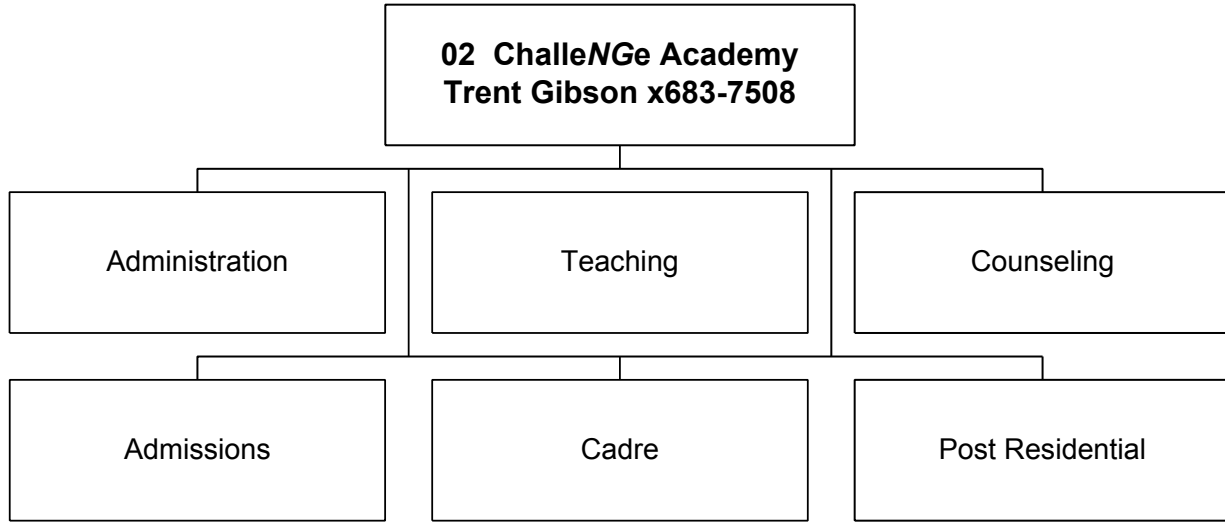 02 ChalleNGe Academy
Trent Gibson x683-7508
Administration
Teaching
Counseling
Admissions
Cadre
Post Residential